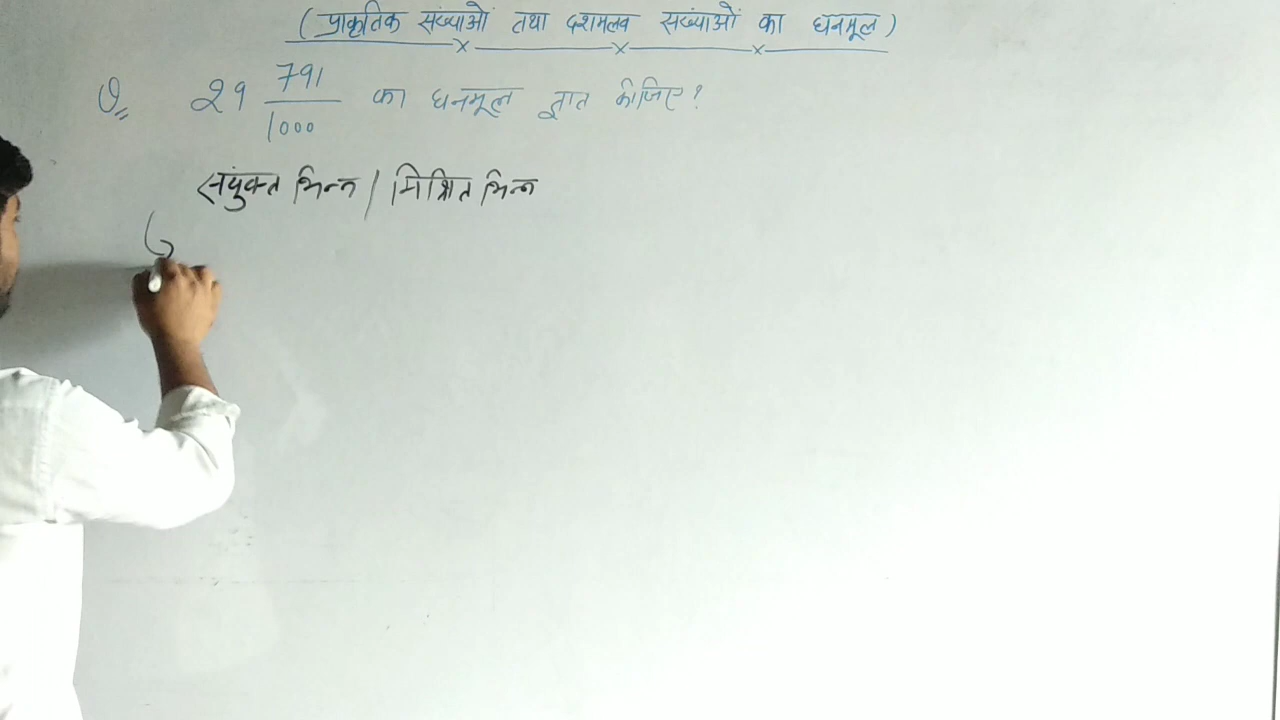 (प्राकृतिक संख्याओं तथा दशमलव संख्याओं का घनमूल)
Q 29 791/1000 का घनमूल ज्ञात कीजिए?
संयुक्त भिन्न / मिश्रित भिन्न